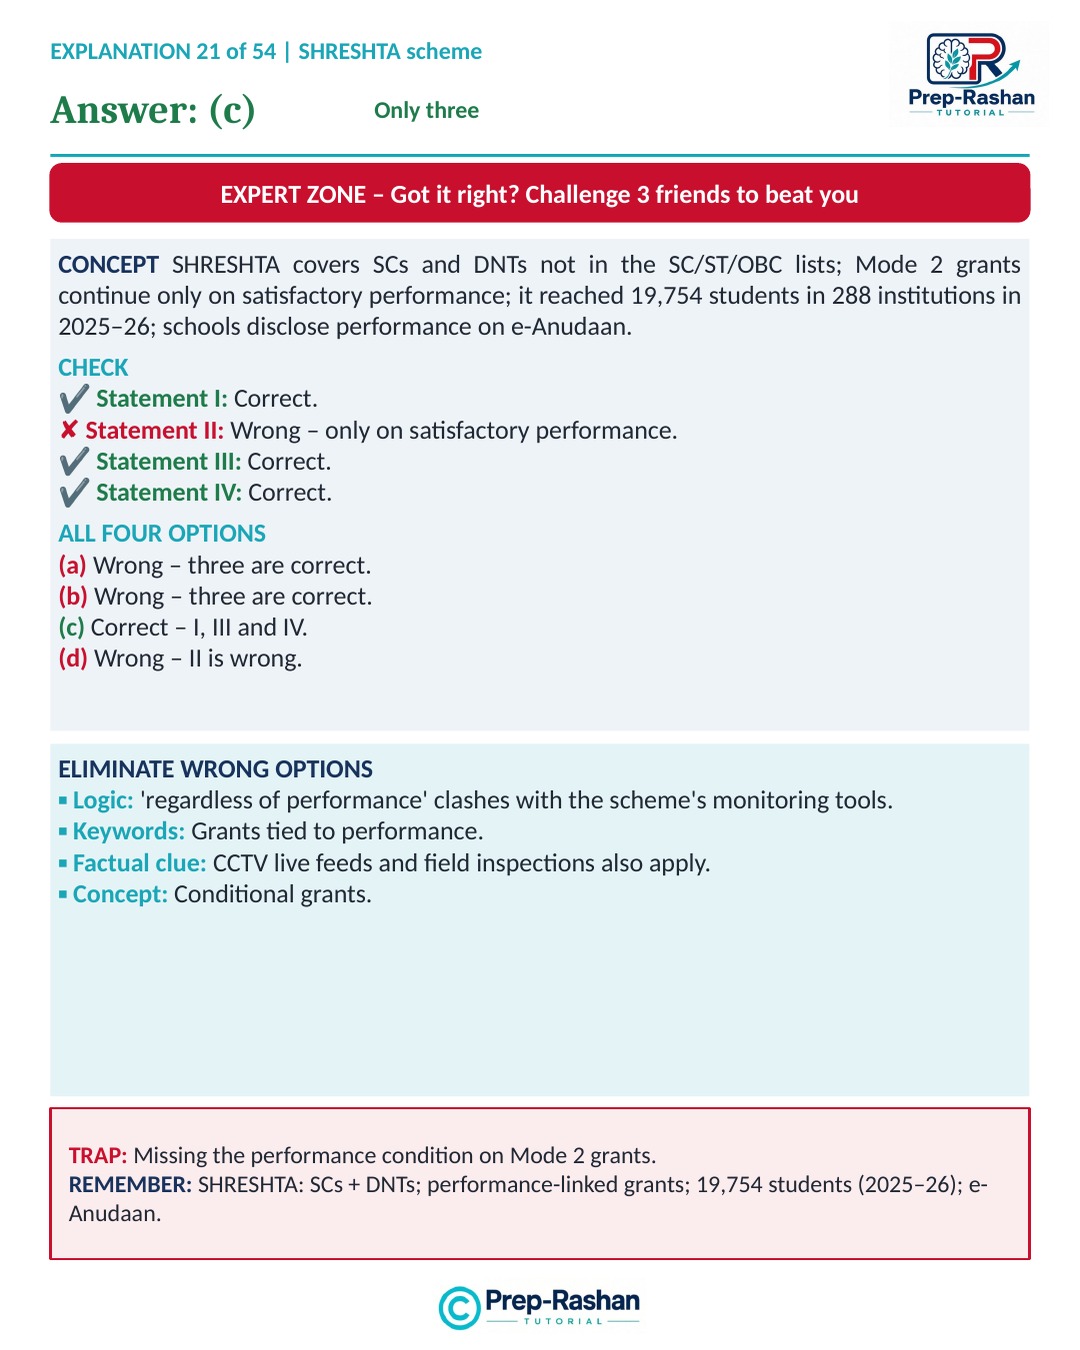 EXPLANATION 21 of 54 | SHRESHTA scheme
Prep-Rashan
TUTORIAL
Answer: (c)
Only three
EXPERT ZONE – Got it right? Challenge 3 friends to beat you
CONCEPT SHRESHTA covers SCs and DNTs not in the SC/ST/OBC lists; Mode 2 grants
continue only on satisfactory performance; it reached 19,754 students in 288 institutions in
2025–26; schools disclose performance on e-Anudaan.
CHECK
✔ Statement I: Correct.
✘ Statement II: Wrong – only on satisfactory performance.
✔ Statement III: Correct.
✔ Statement IV: Correct.
ALL FOUR OPTIONS
(a) Wrong – three are correct.
(b) Wrong – three are correct.
(c) Correct – I, III and IV.
(d) Wrong – II is wrong.
ELIMINATE WRONG OPTIONS
▪ Logic: 'regardless of performance' clashes with the scheme's monitoring tools.
▪ Keywords: Grants tied to performance.
▪ Factual clue: CCTV live feeds and field inspections also apply.
▪ Concept: Conditional grants.
TRAP: Missing the performance condition on Mode 2 grants.
REMEMBER: SHRESHTA: SCs + DNTs; performance-linked grants; 19,754 students (2025–26); e-
Anudaan.
© Prep-Rashan
TUTORIAL